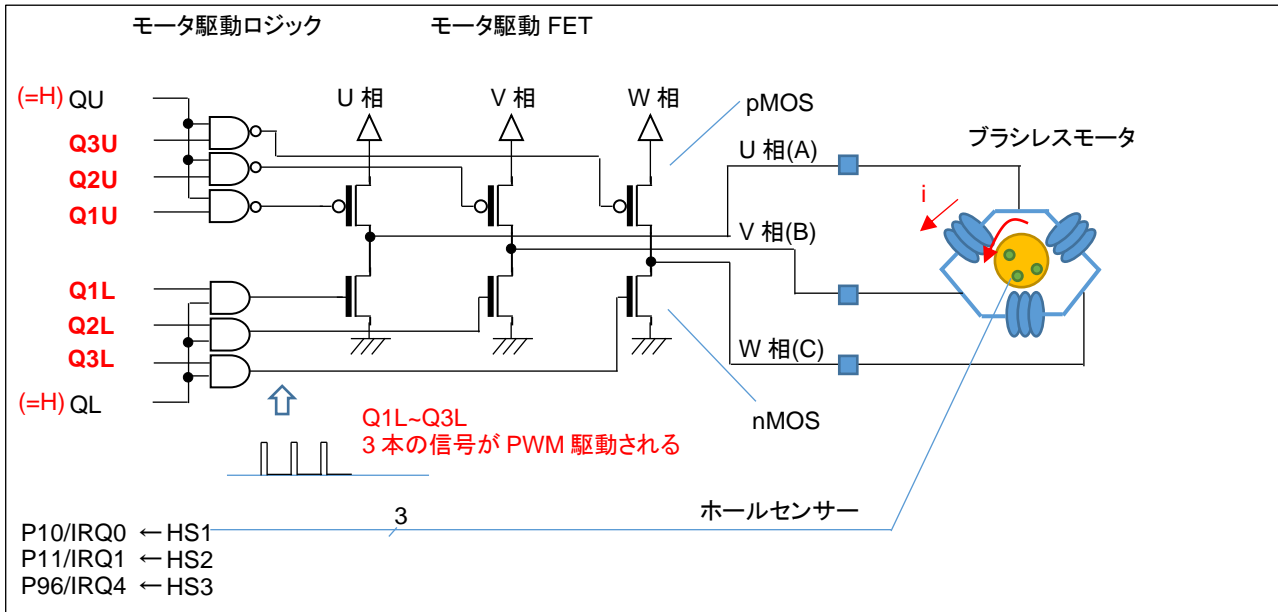 モータ駆動ロジック
モータ駆動 FET
(=H) QU
U 相
V 相
W 相
pMOS
ブラシレスモータ
Q3U
Q2U
Q1U
U 相(A)
i
V 相(B)
Q1L
Q2L
Q3L
W 相(C)
(=H) QL
Q1L~Q3L
3 本の信号が PWM 駆動される
nMOS
3
ホールセンサー
P10/IRQ0 ←HS1
P11/IRQ1 ←HS2
P96/IRQ4 ←HS3